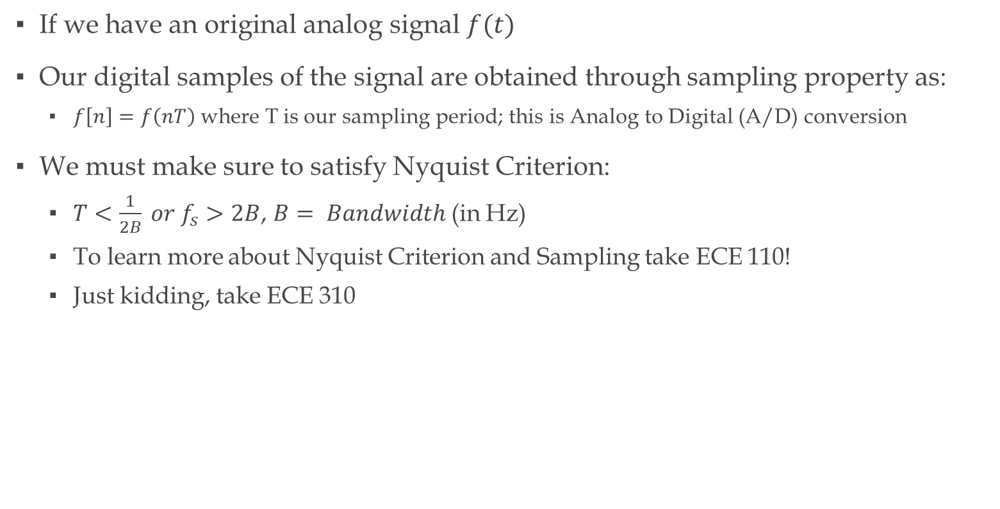 ▪ If we have an original analog signal f(t)
▪ Our digital samples of the signal are obtained through sampling property as:
▪ f[n] = f(nT) where T is our sampling period; this is Analog to Digital (A/D) conversion
▪ We must make sure to satisfy Nyquist Criterion:
▪ T < 1/2B or fₛ > 2B, B = Bandwidth (in Hz)
▪ To learn more about Nyquist Criterion and Sampling take ECE 110!
▪ Just kidding, take ECE 310